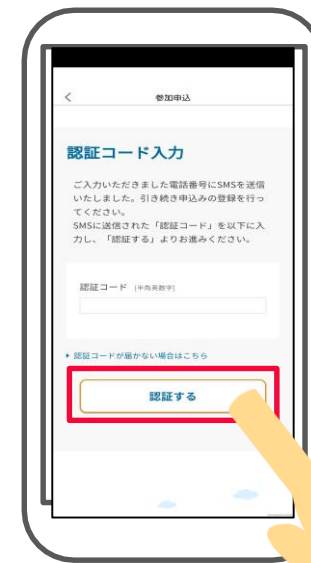 参加申込
認証コード入力
ご入力いただきました電話番号にSMSを送信
いたしました。引き続き申込みの登録を行っ
てください。
SMSに送信された「認証コード」を以下に入
力し、「認証する」よりお進みください。
認証コード [半角英数字]
認証コードが届かない場合はこちら
認証する